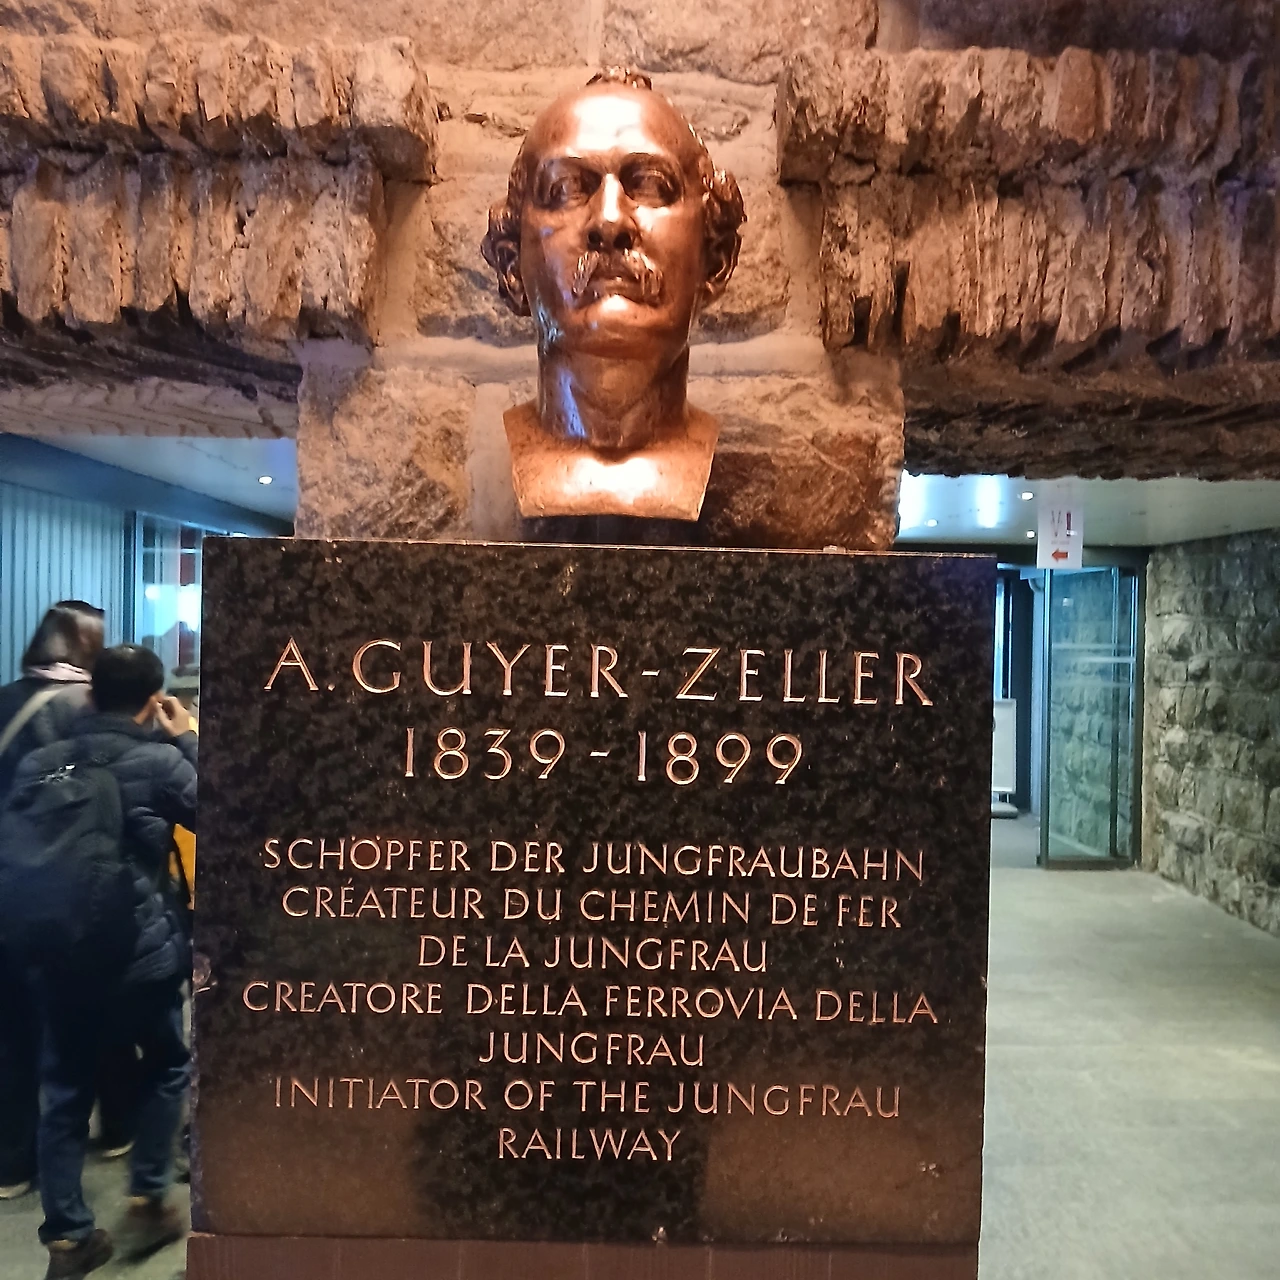 A. GUYER-ZELLER
1839-1899
SCHÖPFER DER JUNGFRAUBAHN
CRÉATEUR DU CHEMIN DE FER
DE LA JUNGFRAU
CREATORE DELLA FERROVIA DELLA
JUNGFRAU
INITIATOR OF THE JUNGFRAU
RAILWAY